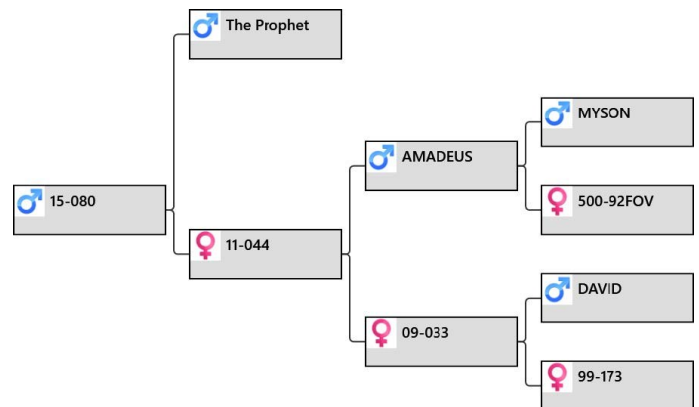 The Prophet
MYSON
AMADEUS
15-080
500-92FOV
11-044
DAVID
09-033
99-173